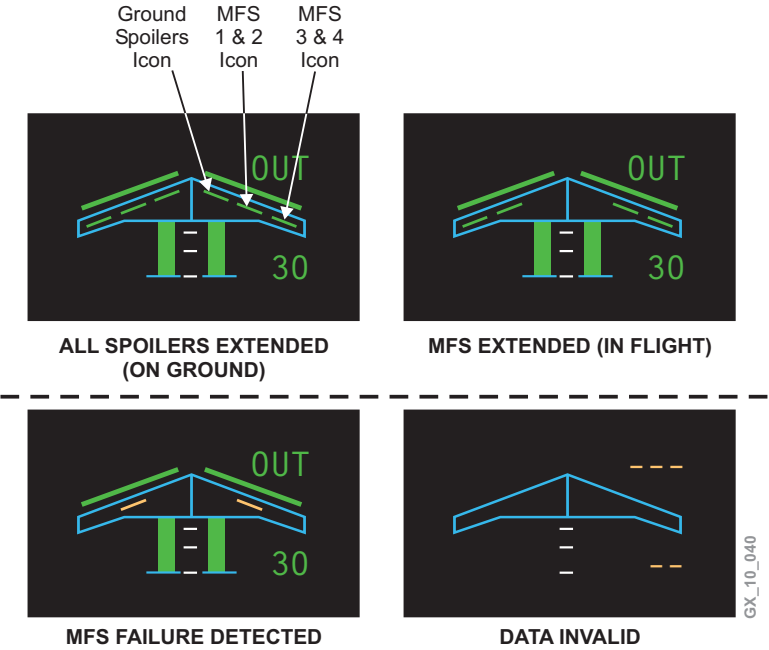 Ground
Spoilers
Icon
MFS
1 & 2
Icon
MFS
3 & 4
Icon
OUT
30
OUT
30
ALL SPOILERS EXTENDED
(ON GROUND)
MFS EXTENDED (IN FLIGHT)
OUT
30
– – –
– –
MFS FAILURE DETECTED
DATA INVALID
GX_10_040